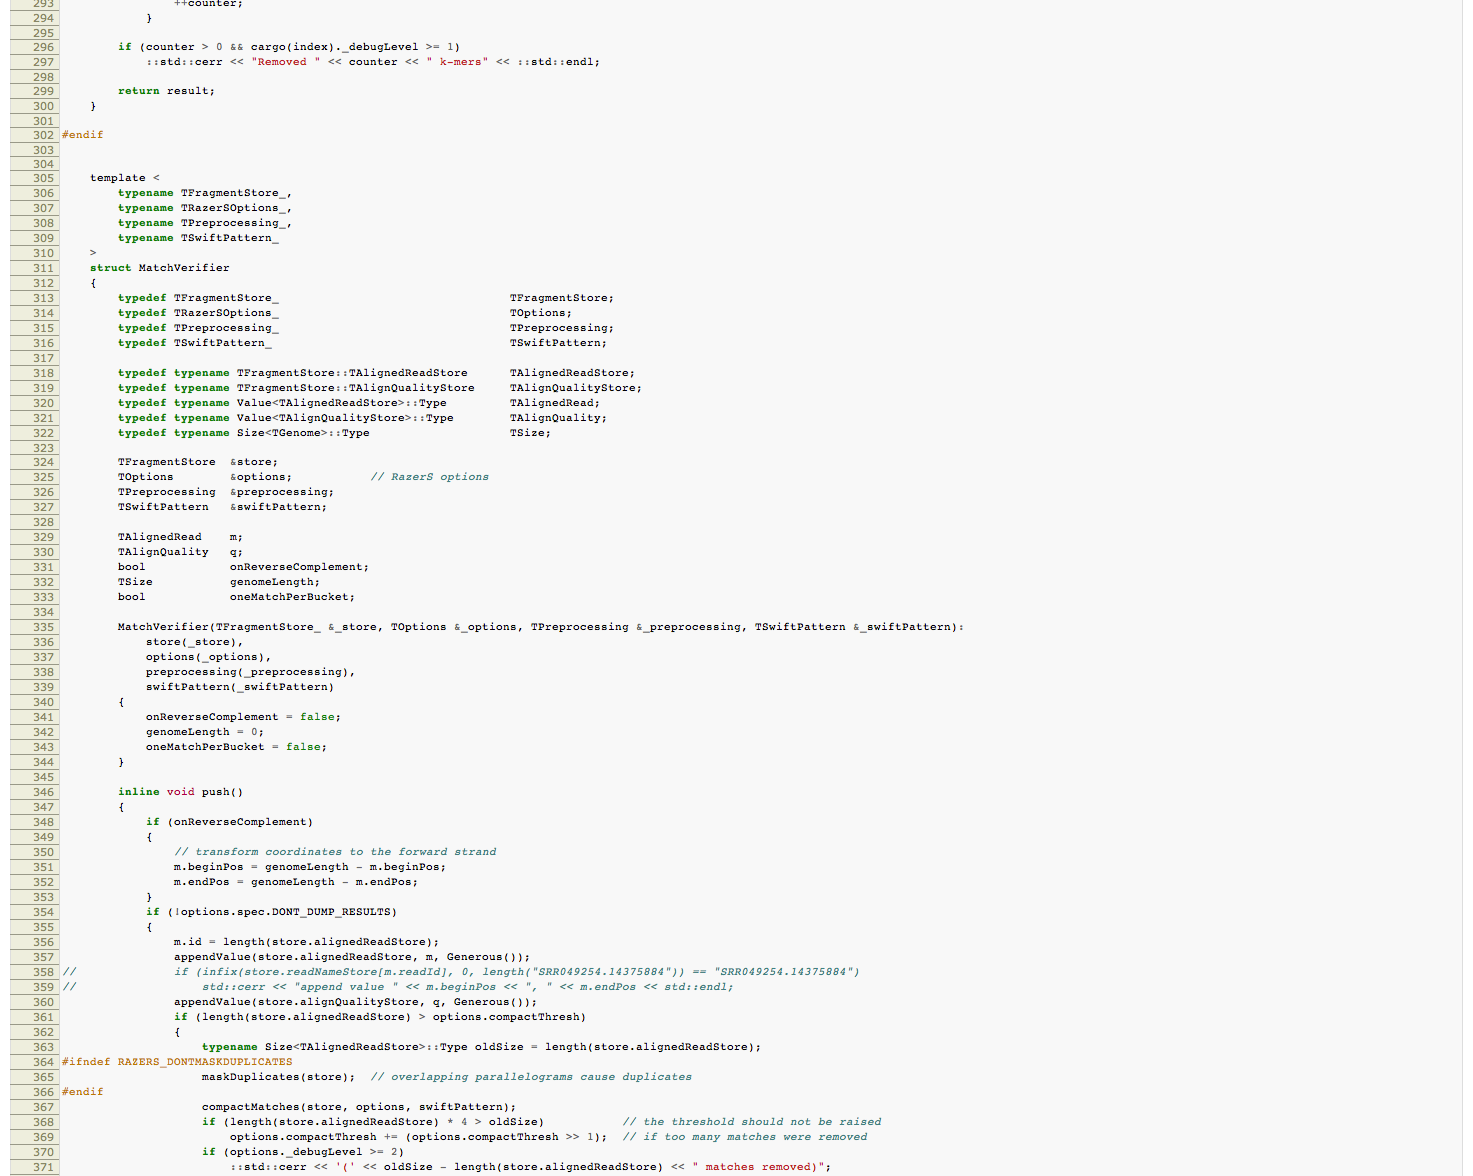 293                 ++counter;
294             }
295
296         if (counter > 0 && cargo(index)._debugLevel >= 1)
297             ::std::cerr << "Removed " << counter << " k-mers" << ::std::endl;
298
299         return result;
300     }
301
302 #endif
303
304
305     template <
306         typename TFragmentStore_,
307         typename TRazerSOptions_,
308         typename TPreprocessing_,
309         typename TSwiftPattern_
310     >
311     struct MatchVerifier
312     {
313         typedef TFragmentStore_                                 TFragmentStore;
314         typedef TRazerSOptions_                                 TOptions;
315         typedef TPreprocessing_                                 TPreprocessing;
316         typedef TSwiftPattern_                                  TSwiftPattern;
317
318         typedef typename TFragmentStore::TAlignedReadStore      TAlignedReadStore;
319         typedef typename TFragmentStore::TAlignQualityStore     TAlignQualityStore;
320         typedef typename Value<TAlignedReadStore>::Type         TAlignedRead;
321         typedef typename Value<TAlignQualityStore>::Type        TAlignQuality;
322         typedef typename Size<TGenome>::Type                    TSize;
323
324         TFragmentStore  &store;
325         TOptions        &options;           // RazerS options
326         TPreprocessing  &preprocessing;
327         TSwiftPattern   &swiftPattern;
328
329         TAlignedRead    m;
330         TAlignQuality   q;
331         bool            onReverseComplement;
332         TSize           genomeLength;
333         bool            oneMatchPerBucket;
334
335         MatchVerifier(TFragmentStore_ &_store, TOptions &_options, TPreprocessing &_preprocessing, TSwiftPattern &_swiftPattern):
336             store(_store),
337             options(_options),
338             preprocessing(_preprocessing),
339             swiftPattern(_swiftPattern)
340         {
341             onReverseComplement = false;
342             genomeLength = 0;
343             oneMatchPerBucket = false;
344         }
345
346         inline void push()
347         {
348             if (onReverseComplement)
349             {
350                 // transform coordinates to the forward strand
351                 m.beginPos = genomeLength - m.beginPos;
352                 m.endPos = genomeLength - m.endPos;
353             }
354             if (!options.spec.DONT_DUMP_RESULTS)
355             {
356                 m.id = length(store.alignedReadStore);
357                 appendValue(store.alignedReadStore, m, Generous());
358 //              if (infix(store.readNameStore[m.readId], 0, length("SRR049254.14375884")) == "SRR049254.14375884")
359 //                  std::cerr << "append value " << m.beginPos << ", " << m.endPos << std::endl;
360                 appendValue(store.alignQualityStore, q, Generous());
361                 if (length(store.alignedReadStore) > options.compactThresh)
362                 {
363                     typename Size<TAlignedReadStore>::Type oldSize = length(store.alignedReadStore);
364 #ifndef RAZERS_DONTMASKDUPLICATES
365                     maskDuplicates(store);  // overlapping parallelograms cause duplicates
366 #endif
367                     compactMatches(store, options, swiftPattern);
368                     if (length(store.alignedReadStore) * 4 > oldSize)           // the threshold should not be raised
369                         options.compactThresh += (options.compactThresh >> 1);  // if too many matches were removed
370                     if (options._debugLevel >= 2)
371                         ::std::cerr << '(' << oldSize - length(store.alignedReadStore) << " matches removed)";